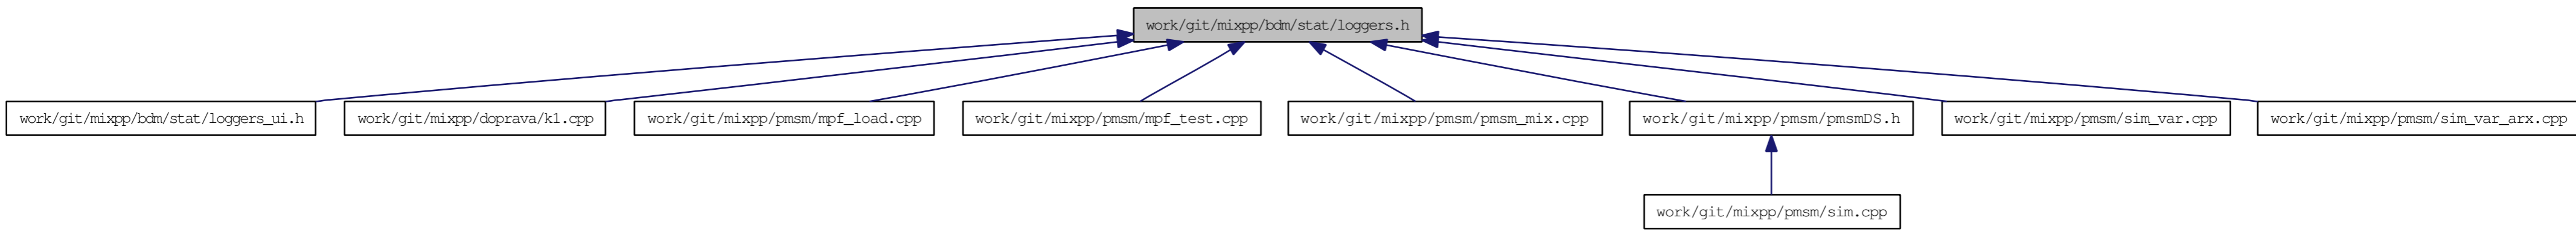 work/git/mixpp/bdm/stat/loggers.h
work/git/mixpp/bdm/stat/loggers_ui.h
work/git/mixpp/doprava/k1.cpp
work/git/mixpp/pmsm/mpf_load.cpp
work/git/mixpp/pmsm/mpf_test.cpp
work/git/mixpp/pmsm/pmsm_mix.cpp
work/git/mixpp/pmsm/pmsmDS.h
work/git/mixpp/pmsm/sim_var.cpp
work/git/mixpp/pmsm/sim_var_arx.cpp
work/git/mixpp/pmsm/sim.cpp